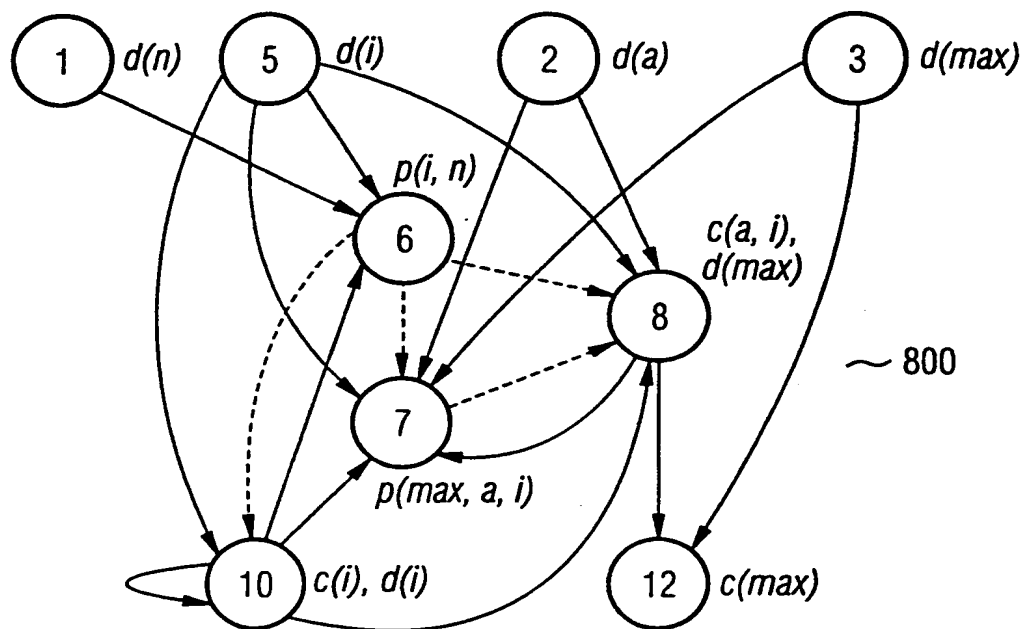 1 d(n)
5 d(i)
2 d(a)
3 d(max)
p(i, n)
6
c(a, i),
d(max)
8
~ 800
7
p(max, a, i)
10 c(i), d(i)
12 c(max)